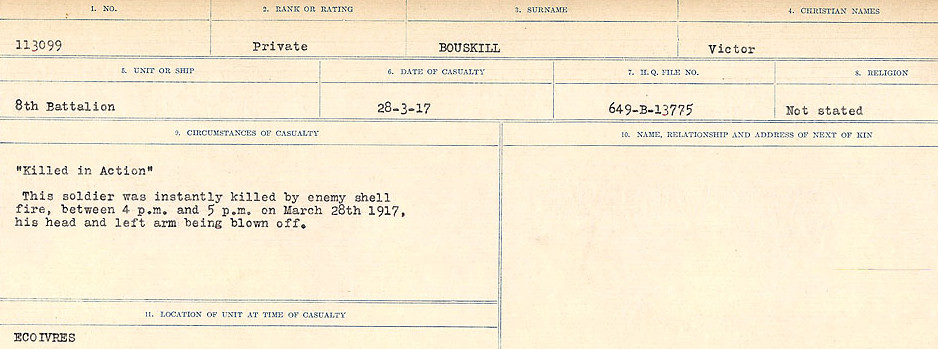 1. NO. 2. RANK OR RATING 3. SURNAME 4. CHRISTIAN NAMES
113099 Private BOUSKILL Victor
5. UNIT OR SHIP 6. DATE OF CASUALTY 7. H.Q. FILE NO. 8. RELIGION
8th Battalion 28-3-17 649-B-13775 Not stated
9. CIRCUMSTANCES OF CASUALTY 10. NAME, RELATIONSHIP AND ADDRESS OF NEXT OF KIN
"Killed in Action"
This soldier was instantly killed by enemy shell
fire, between 4 p.m. and 5 p.m. on March 28th 1917,
his head and left arm being blown off.
11. LOCATION OF UNIT AT TIME OF CASUALTY
ECOIVRES